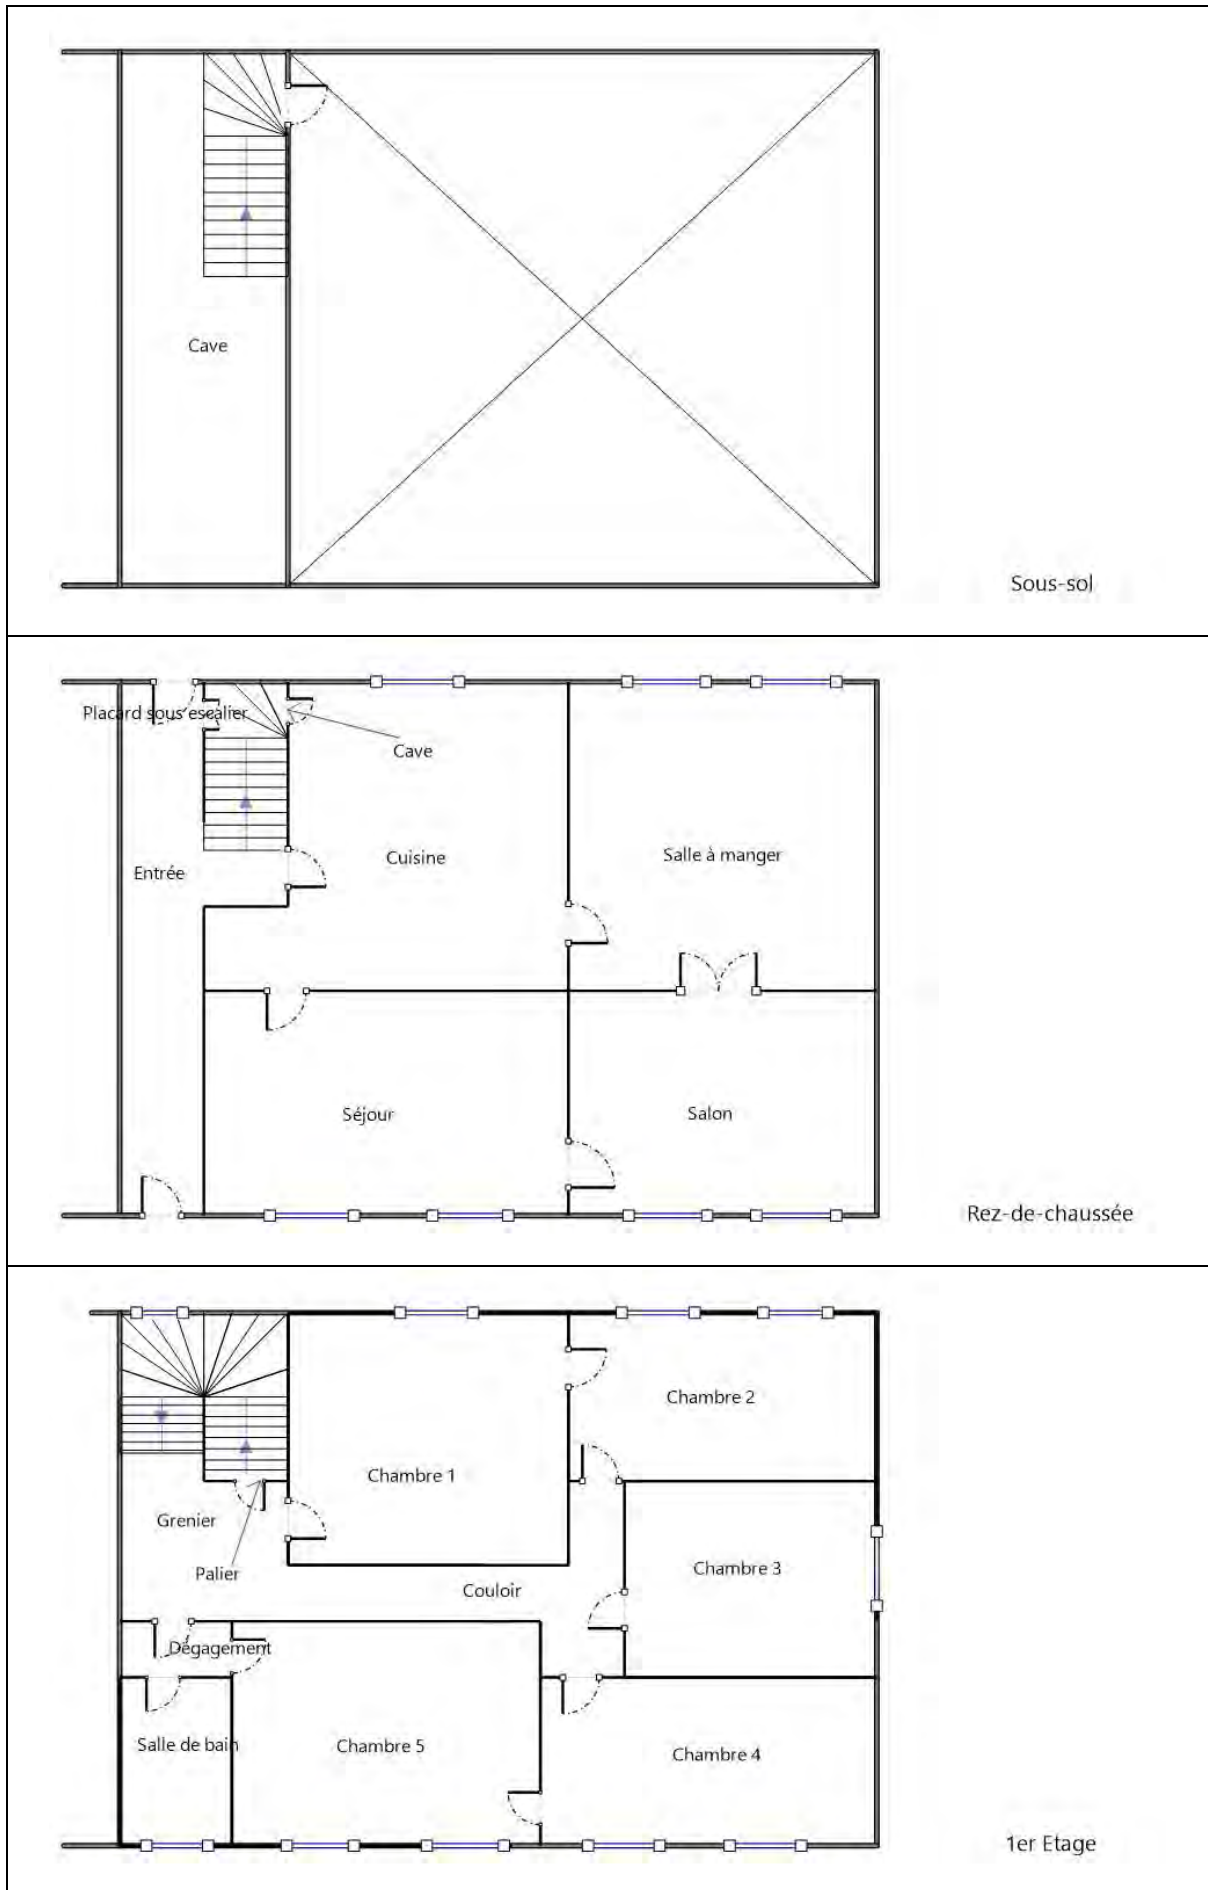 Cave
Sous-sol
Placard sous escalier
Cave
Cuisine
Salle à manger
Entrée
Séjour
Salon
Rez-de-chaussée
Chambre 2
Chambre 1
Grenier
Palier
Chambre 3
Couloir
Dégagement
Salle de bain
Chambre 5
Chambre 4
1er Etage